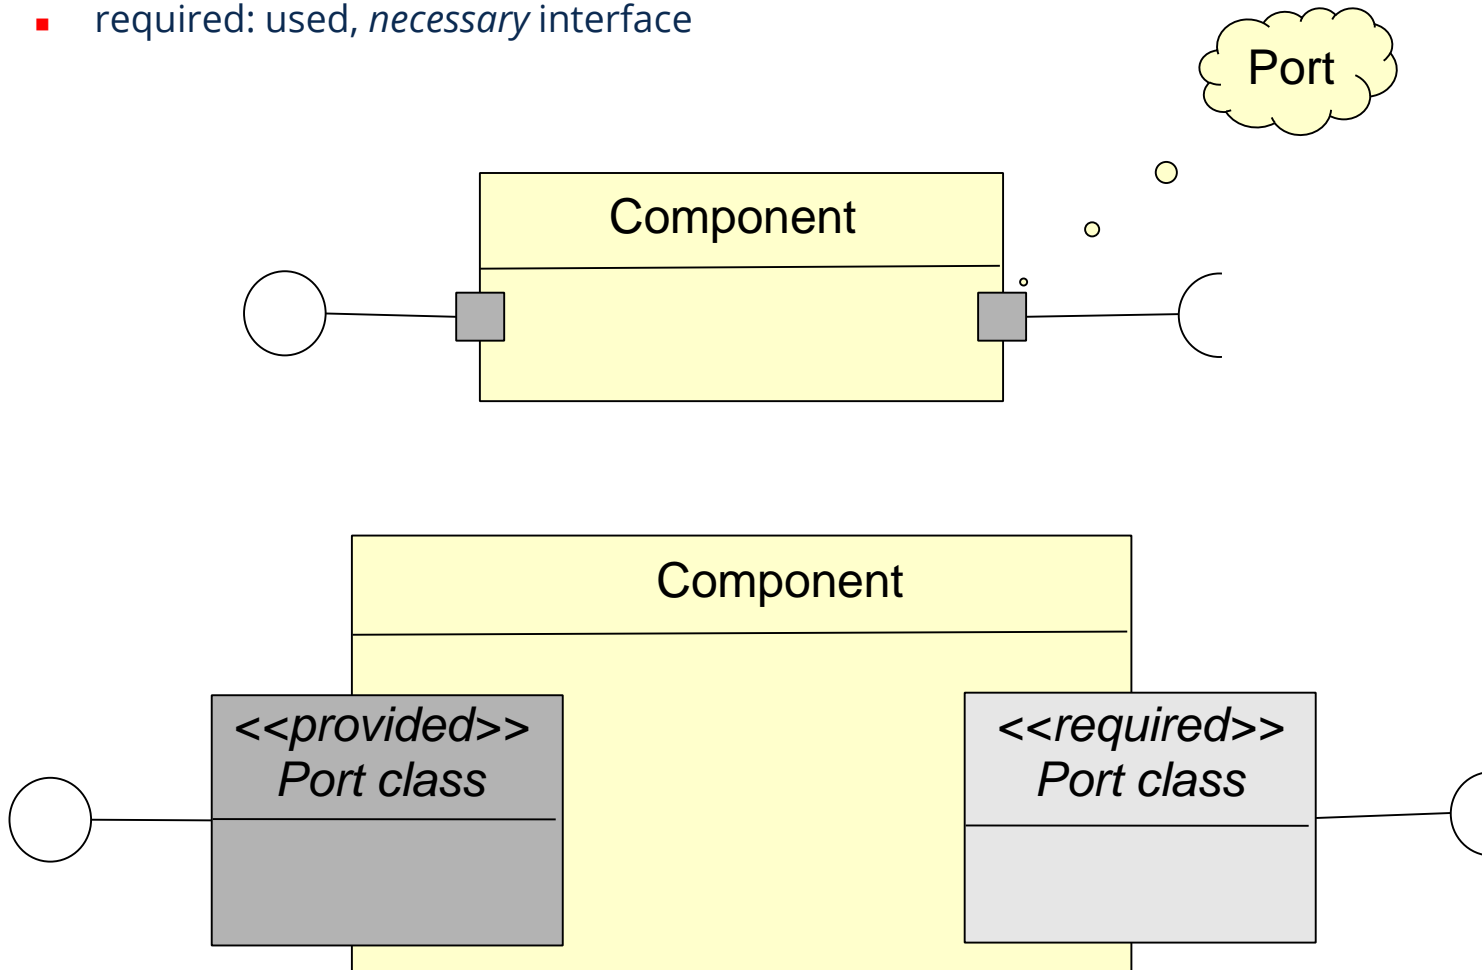 required: used, necessary interface
Port
Component
Component
<<provided>>
Port class
<<required>>
Port class